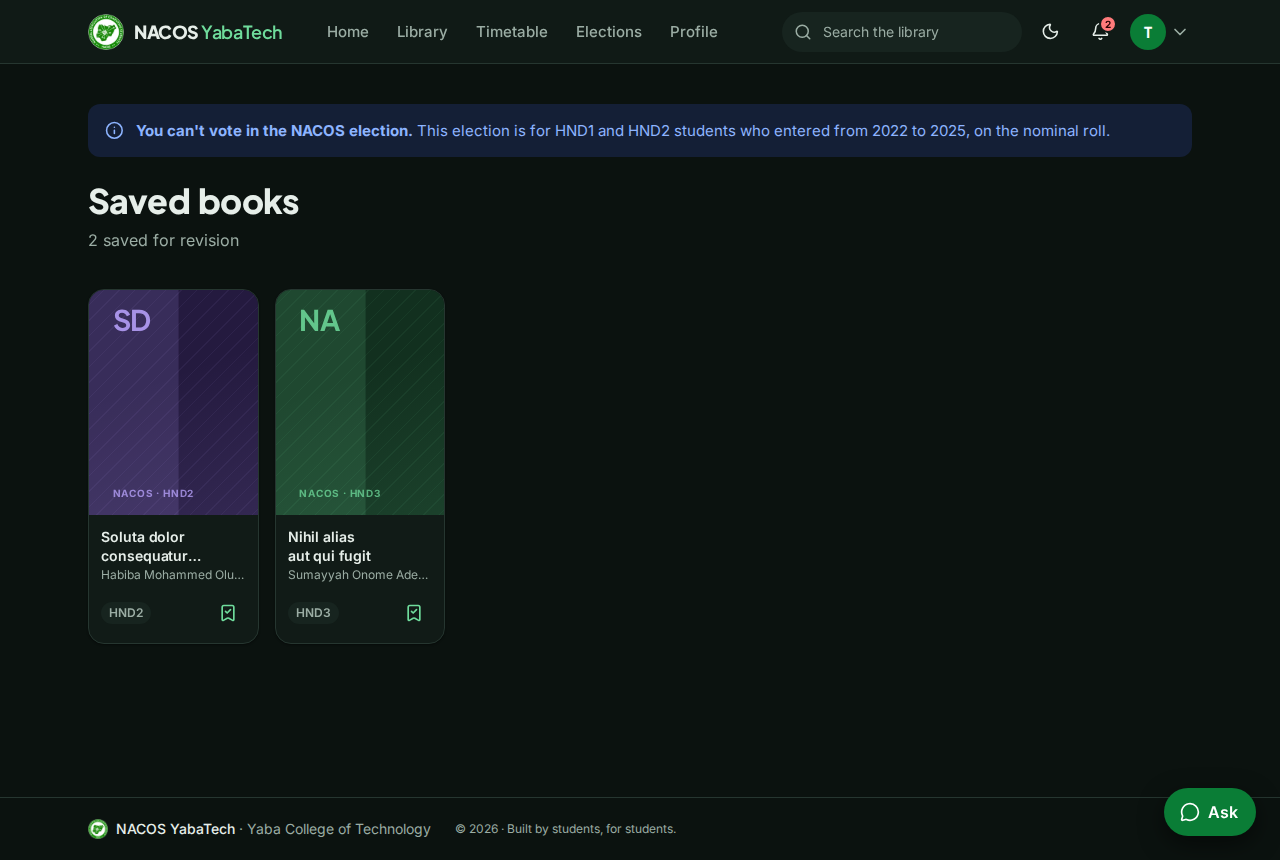 NACOS YabaTech
Home
Library
Timetable
Elections
Profile
Search the library
2
T
You can't vote in the NACOS election. This election is for HND1 and HND2 students who entered from 2022 to 2025, on the nominal roll.
Saved books
2 saved for revision
SD
NACOS · HND2
Soluta dolor
consequatur…
Habiba Mohammed Olu…
HND2
NA
NACOS · HND3
Nihil alias
aut qui fugit
Sumayyah Onome Ade…
HND3
NACOS YabaTech · Yaba College of Technology
© 2026 · Built by students, for students.
Ask